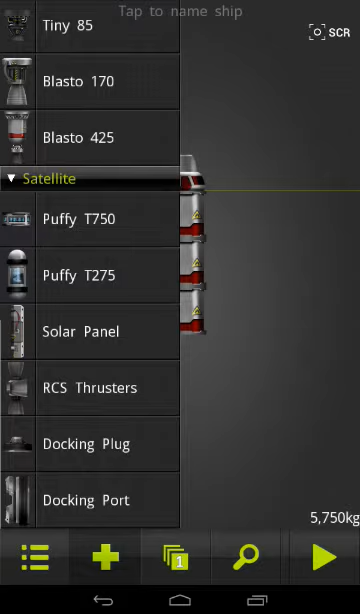 Tap to name ship
Tiny 85
SCR
Blasto 170
Blasto 425
Satellite
Puffy T750
Puffy T275
Solar Panel
RCS Thrusters
Docking Plug
Docking Port
5,750kg
1